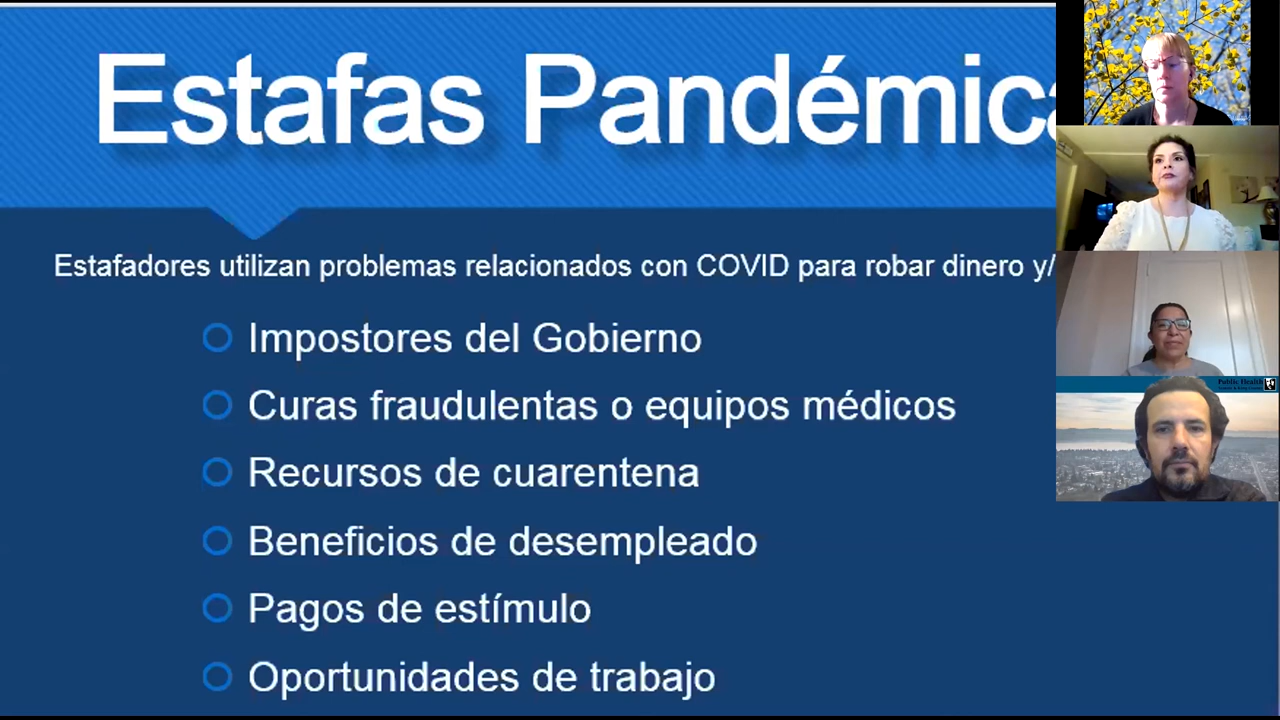 Estafas Pandémica
Estafadores utilizan problemas relacionados con COVID para robar dinero y/
Impostores del Gobierno
Curas fraudulentas o equipos médicos
Recursos de cuarentena
Beneficios de desempleado
Pagos de estímulo
Oportunidades de trabajo
Public Health